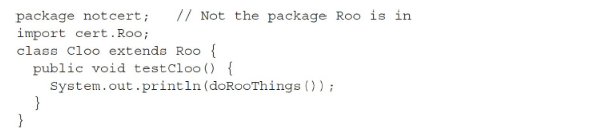 package notcert;   // Not the package Roo is in
import cert.Roo;
class Cloo extends Roo {
  public void testCloo() {
    System.out.println(doRooThings());
  }
}